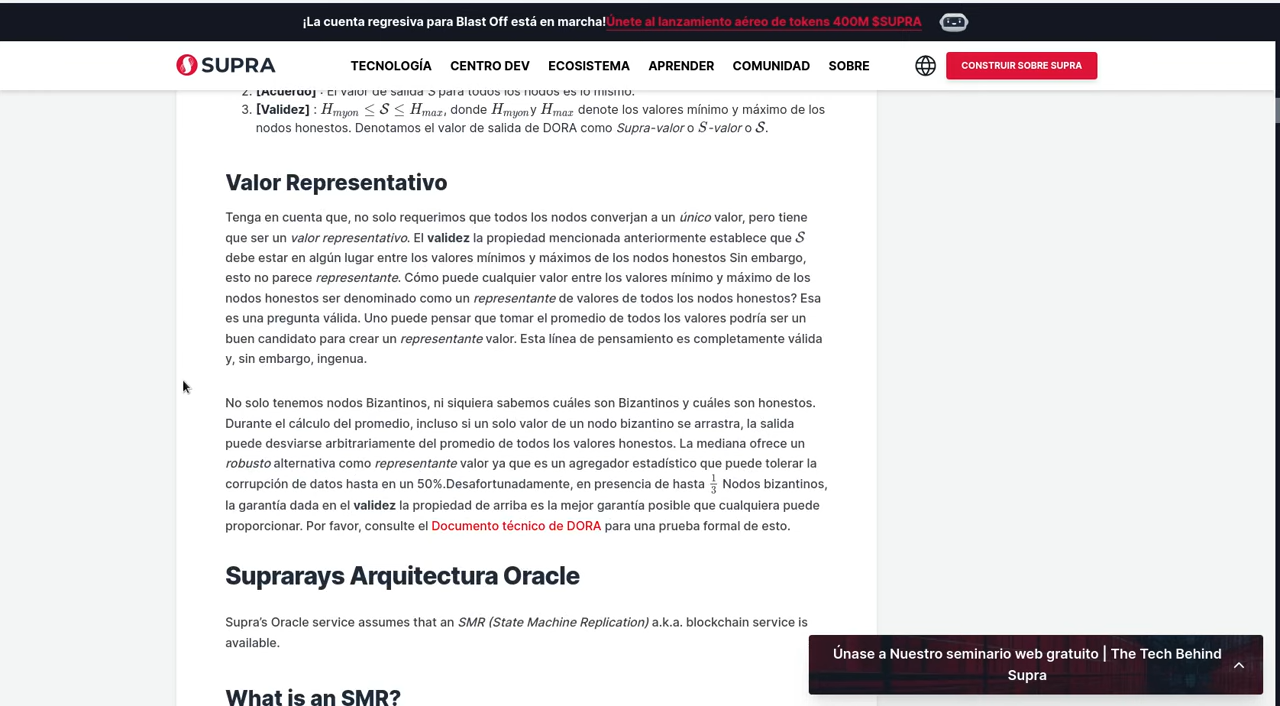 ¡La cuenta regresiva para Blast Off está en marcha!Únete al lanzamiento aéreo de tokens 400M $SUPRA
SUPRA TECNOLOGÍA CENTRO DEV ECOSISTEMA APRENDER COMUNIDAD SOBRE CONSTRUIR SOBRE SUPRA
2. [Acuerdo] : El valor de salida S para todos los nodos es lo mismo.
3. [Validez] : H_myon ≤ S ≤ H_max, donde H_myon y H_max denote los valores mínimo y máximo de los
nodos honestos. Denotamos el valor de salida de DORA como Supra-valor o S-valor o S.
Valor Representativo
Tenga en cuenta que, no solo requerimos que todos los nodos converjan a un único valor, pero tiene
que ser un valor representativo. El validez la propiedad mencionada anteriormente establece que S
debe estar en algún lugar entre los valores mínimos y máximos de los nodos honestos Sin embargo,
esto no parece representante. Cómo puede cualquier valor entre los valores mínimo y máximo de los
nodos honestos ser denominado como un representante de valores de todos los nodos honestos? Esa
es una pregunta válida. Uno puede pensar que tomar el promedio de todos los valores podría ser un
buen candidato para crear un representante valor. Esta línea de pensamiento es completamente válida
y, sin embargo, ingenua.
No solo tenemos nodos Bizantinos, ni siquiera sabemos cuáles son Bizantinos y cuáles son honestos.
Durante el cálculo del promedio, incluso si un solo valor de un nodo bizantino se arrastra, la salida
puede desviarse arbitrariamente del promedio de todos los valores honestos. La mediana ofrece un
robusto alternativa como representante valor ya que es un agregador estadístico que puede tolerar la
corrupción de datos hasta en un 50%.Desafortunadamente, en presencia de hasta 1/3 Nodos bizantinos,
la garantía dada en el validez la propiedad de arriba es la mejor garantía posible que cualquiera puede
proporcionar. Por favor, consulte el Documento técnico de DORA para una prueba formal de esto.
Suprarays Arquitectura Oracle
Supra's Oracle service assumes that an SMR (State Machine Replication) a.k.a. blockchain service is
available.
What is an SMR?
Únase a Nuestro seminario web gratuito | The Tech Behind
Supra